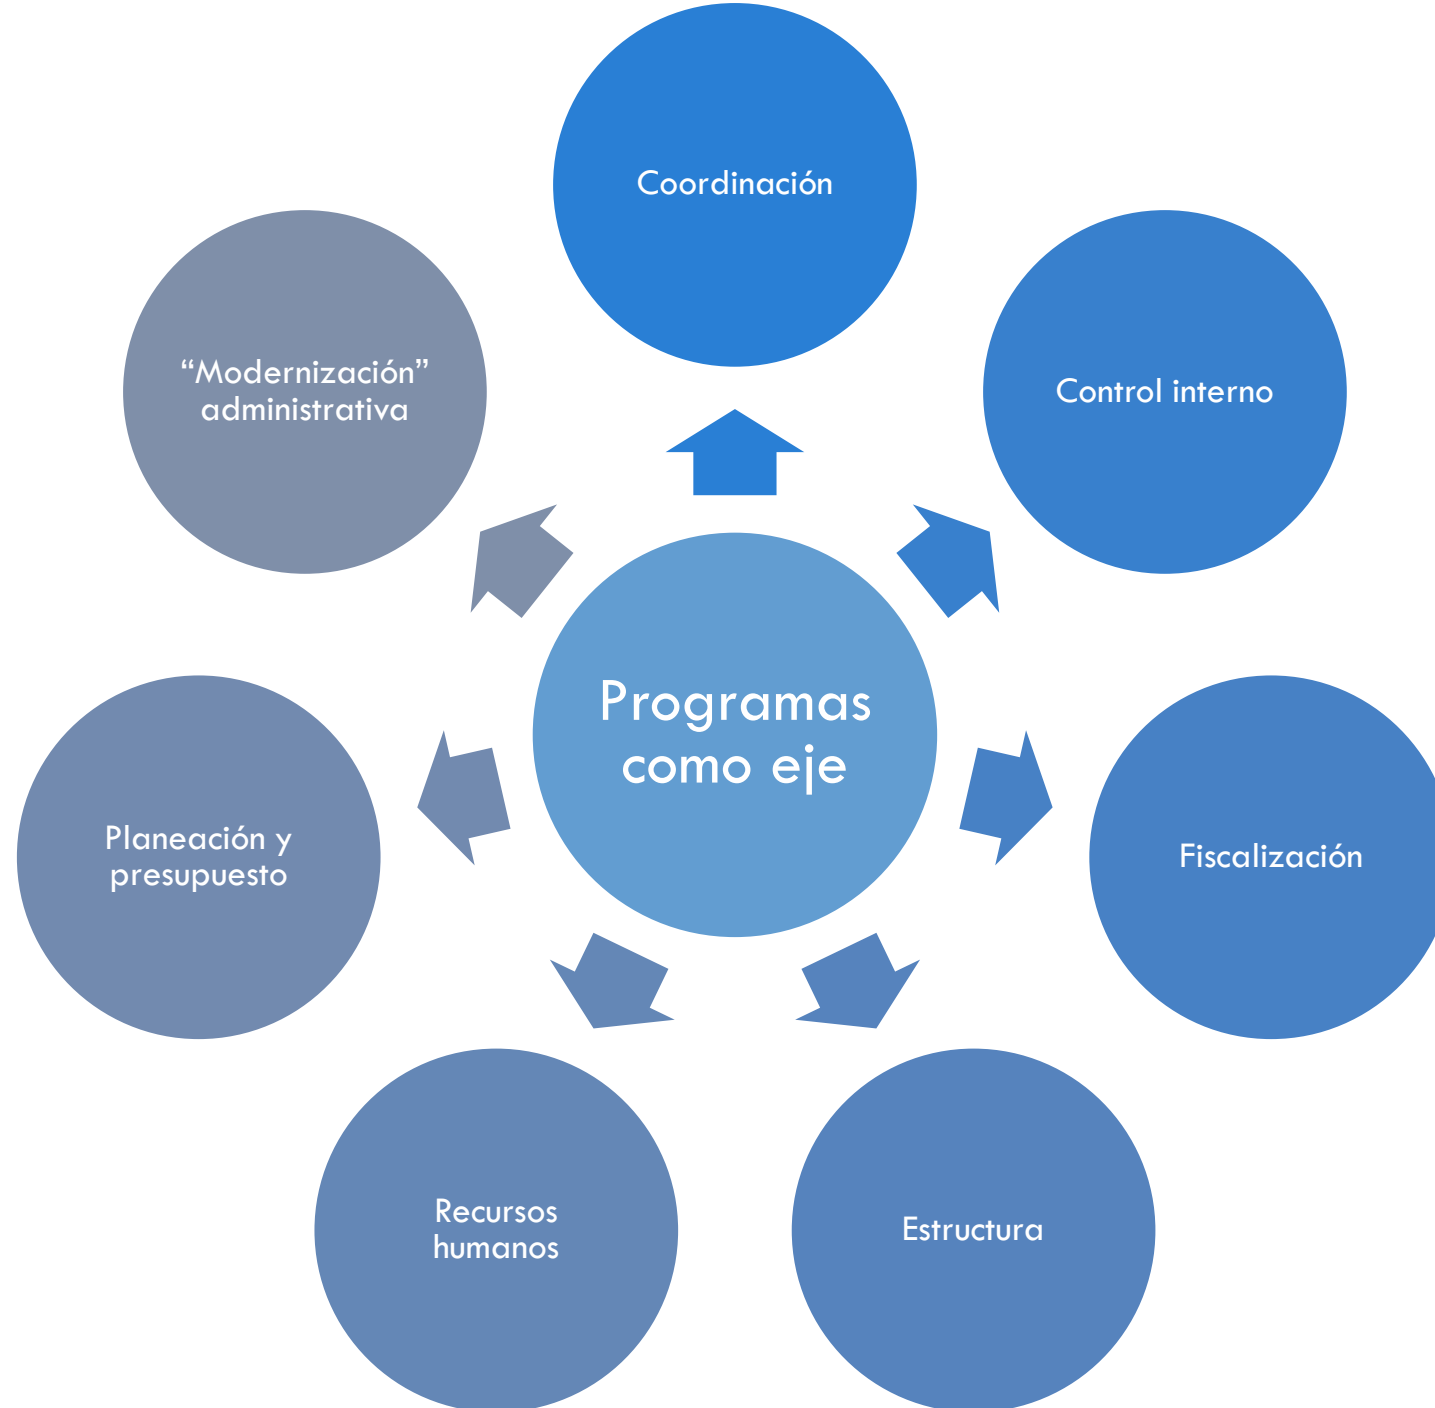 Coordinación
Control interno
Fiscalización
Estructura
Recursos
humanos
Planeación y
presupuesto
“Modernización”
administrativa
Programas
como eje